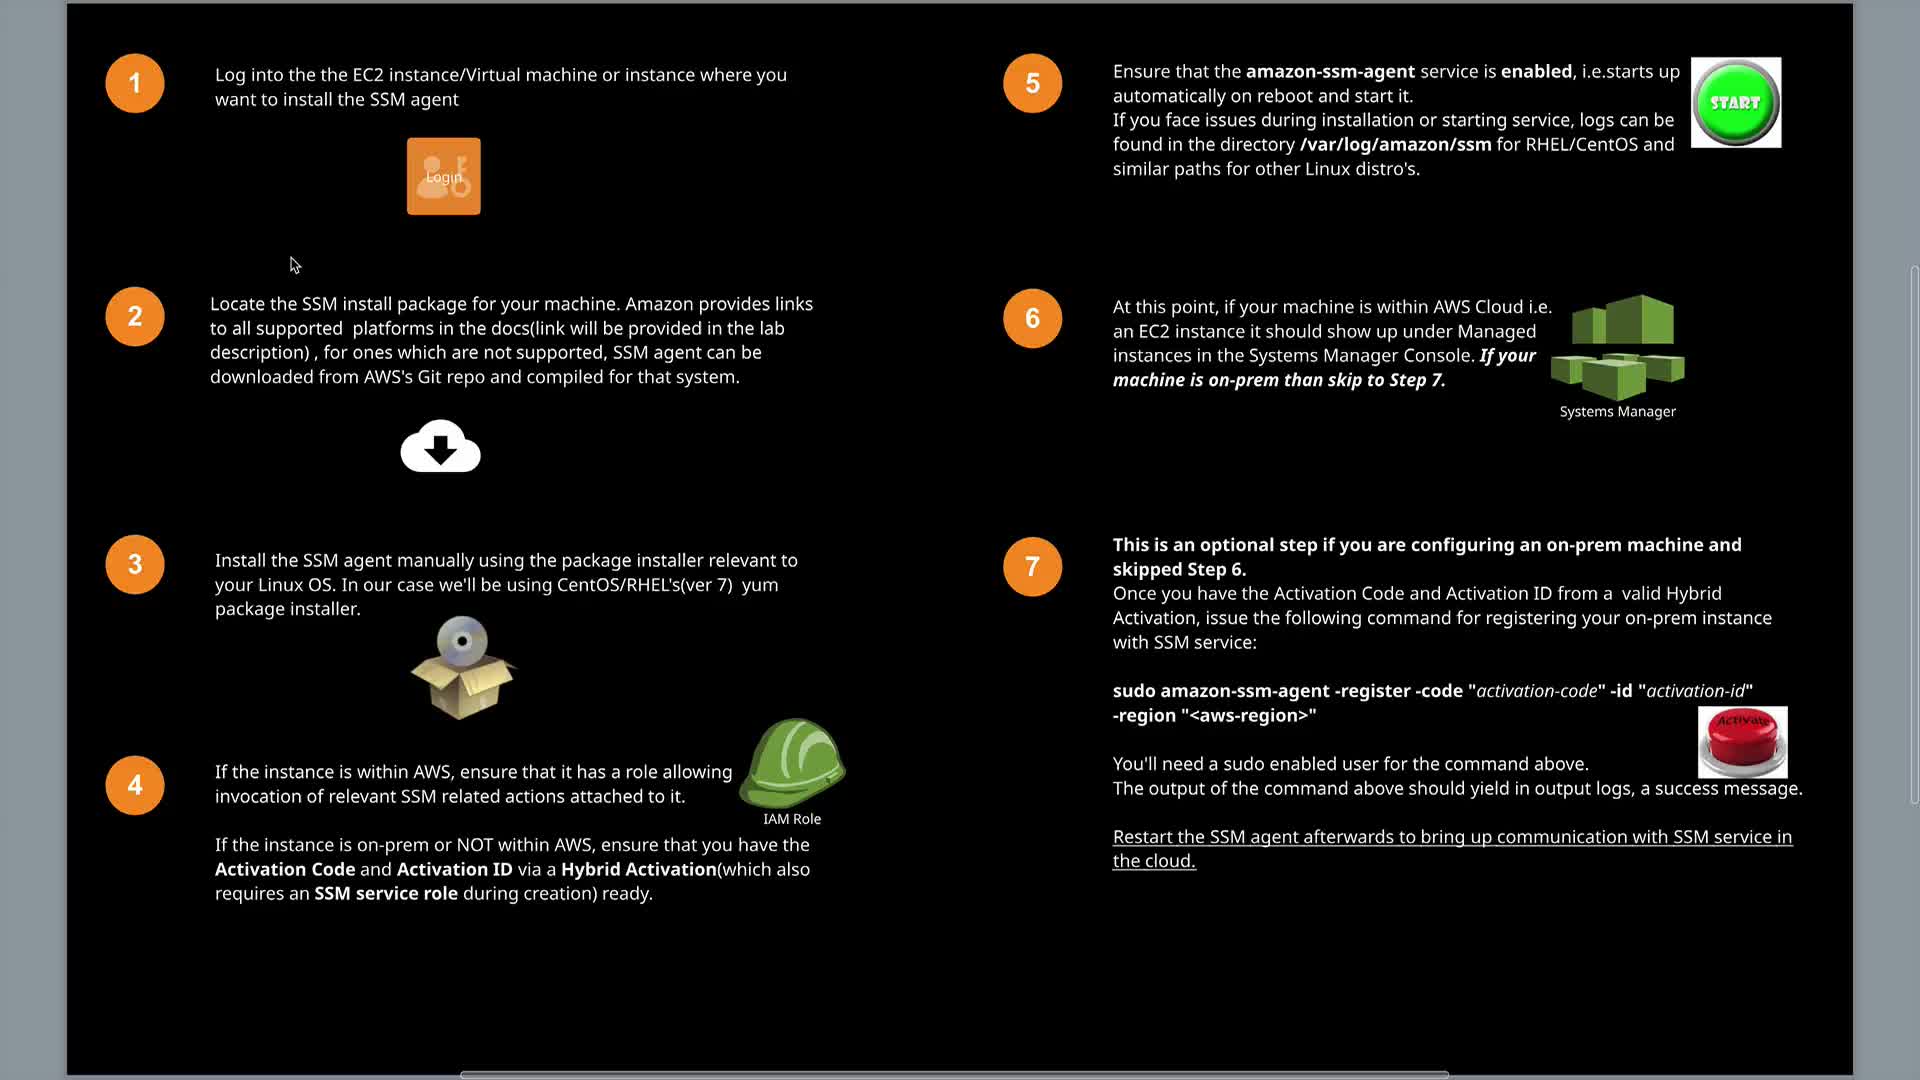 1
Log into the the EC2 instance/Virtual machine or instance where you
want to install the SSM agent
Login
2
Locate the SSM install package for your machine. Amazon provides links
to all supported  platforms in the docs(link will be provided in the lab
description) , for ones which are not supported, SSM agent can be
downloaded from AWS's Git repo and compiled for that system.
3
Install the SSM agent manually using the package installer relevant to
your Linux OS. In our case we'll be using CentOS/RHEL's(ver 7)  yum
package installer.
4
If the instance is within AWS, ensure that it has a role allowing
invocation of relevant SSM related actions attached to it.
IAM Role
If the instance is on-prem or NOT within AWS, ensure that you have the
Activation Code and Activation ID via a Hybrid Activation(which also
requires an SSM service role during creation) ready.
5
Ensure that the amazon-ssm-agent service is enabled, i.e.starts up
automatically on reboot and start it.
If you face issues during installation or starting service, logs can be
found in the directory /var/log/amazon/ssm for RHEL/CentOS and
similar paths for other Linux distro's.
START
6
At this point, if your machine is within AWS Cloud i.e.
an EC2 instance it should show up under Managed
instances in the Systems Manager Console. If your
machine is on-prem than skip to Step 7.
Systems Manager
7
This is an optional step if you are configuring an on-prem machine and
skipped Step 6.
Once you have the Activation Code and Activation ID from a  valid Hybrid
Activation, issue the following command for registering your on-prem instance
with SSM service:
sudo amazon-ssm-agent -register -code "activation-code" -id "activation-id"
-region "<aws-region>"
Activate
You'll need a sudo enabled user for the command above.
The output of the command above should yield in output logs, a success message.
Restart the SSM agent afterwards to bring up communication with SSM service in
the cloud.